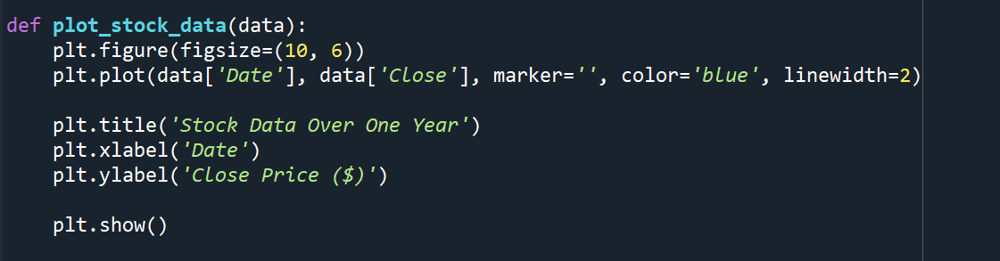 def plot_stock_data(data):
    plt.figure(figsize=(10, 6))
    plt.plot(data['Date'], data['Close'], marker='', color='blue', linewidth=2)
    plt.title('Stock Data Over One Year')
    plt.xlabel('Date')
    plt.ylabel('Close Price ($)')
    plt.show()